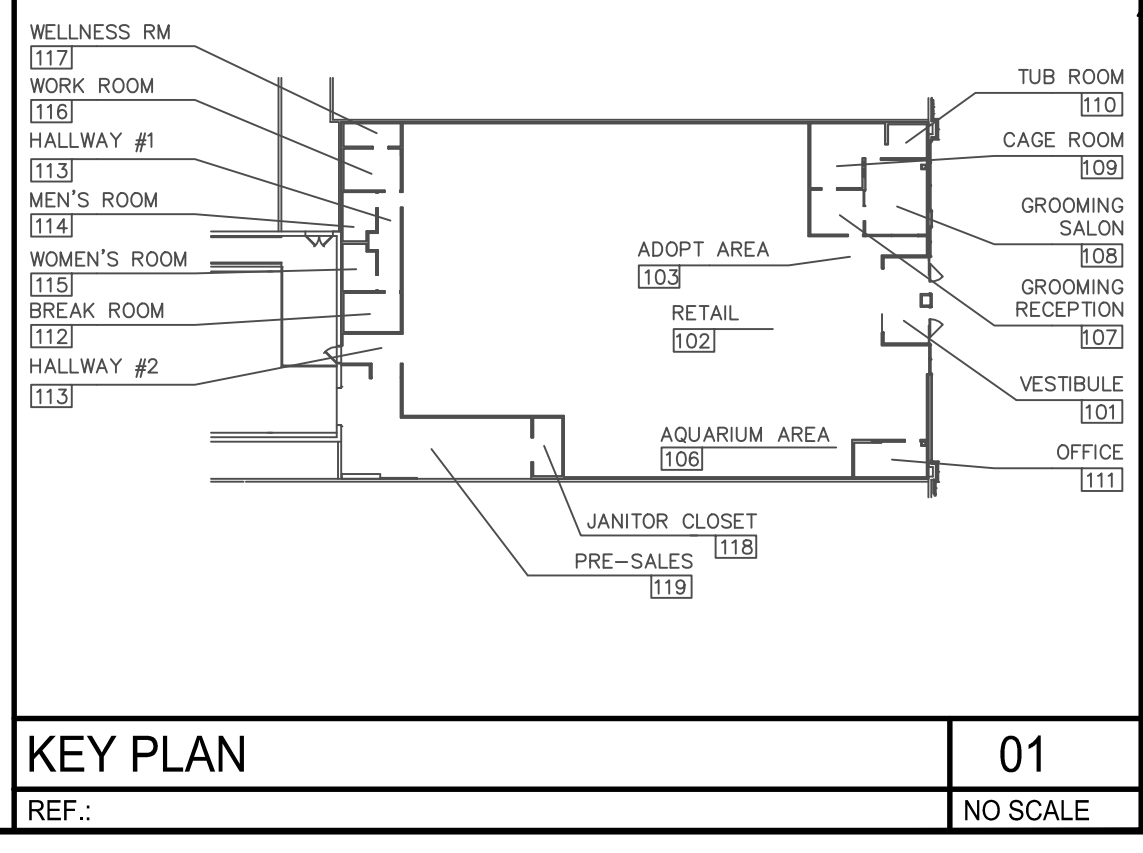 WELLNESS RM
117
WORK ROOM
116
HALLWAY #1
113
MEN'S ROOM
114
WOMEN'S ROOM
115
BREAK ROOM
112
HALLWAY #2
113
ADOPT AREA
103
RETAIL
102
AQUARIUM AREA
106
JANITOR CLOSET
118
PRE-SALES
119
TUB ROOM
110
CAGE ROOM
109
GROOMING
SALON
108
GROOMING
RECEPTION
107
VESTIBULE
101
OFFICE
111
KEY PLAN
01
REF.:
NO SCALE